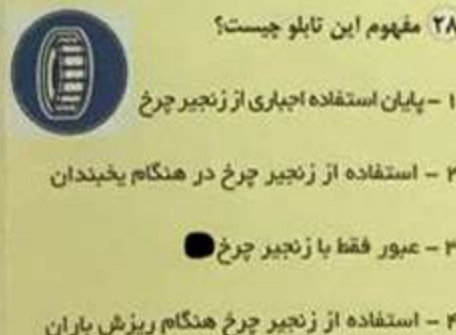 ۲۸ مفهوم این تابلو چیست؟
۱ - پایان استفاده اجباری از زنجیر چرخ
۲ - استفاده از زنجیر چرخ در هنگام یخبندان
۳ - عبور فقط با زنجیر چرخ
۴ - استفاده از زنجیر چرخ هنگام ریزش باران